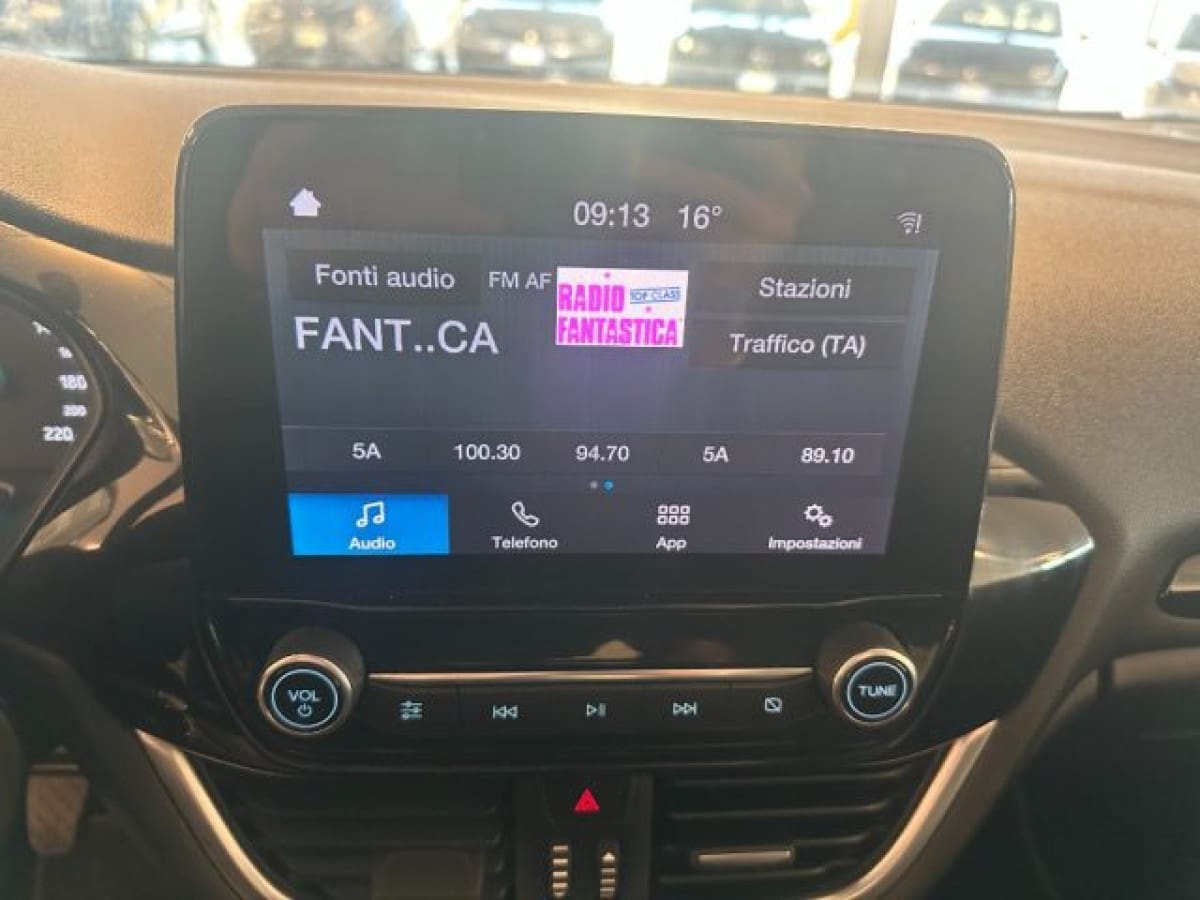 09:13 16°
Fonti audio FM AF
RADIO TOP CLASS
FANTASTICA
Stazioni
FANT..CA
Traffico (TA)
5A 100.30 94.70 5A 89.10
Audio Telefono App Impostazioni
180
200
220
VOL
TUNE